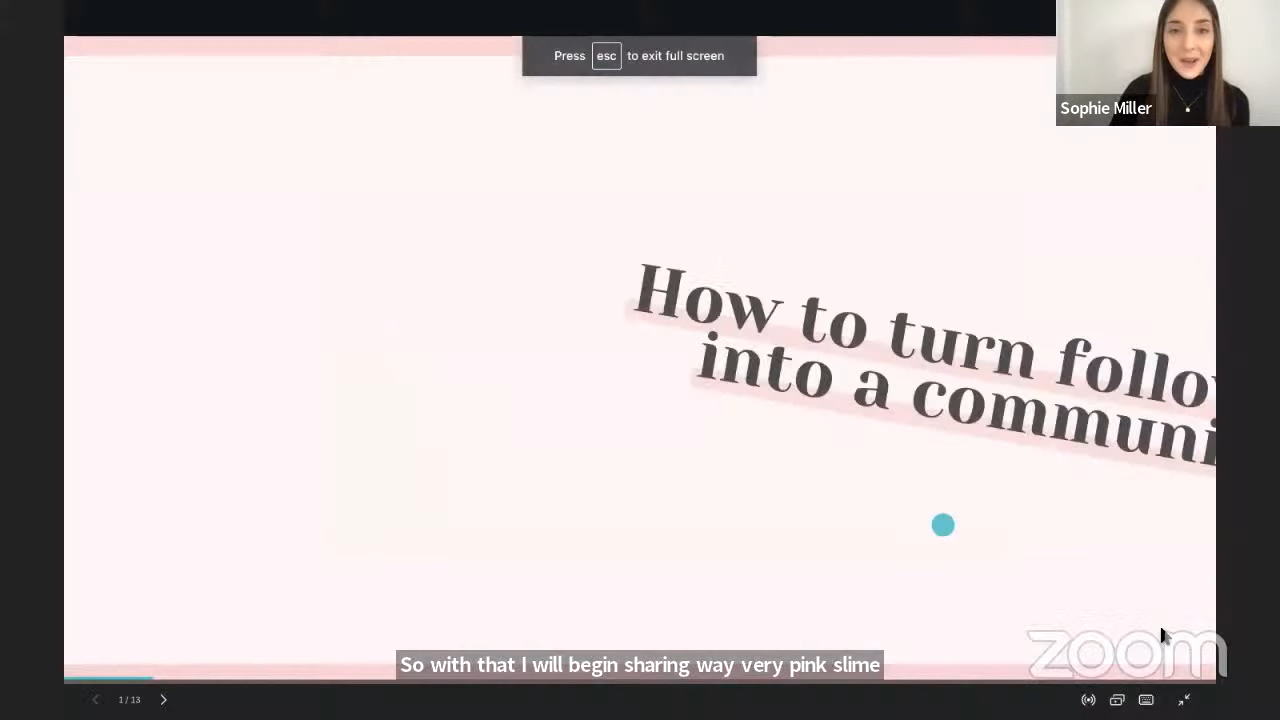 Press esc to exit full screen
Sophie Miller
How to turn follo
into a communi
So with that I will begin sharing way very pink slime
zoom
1 / 13